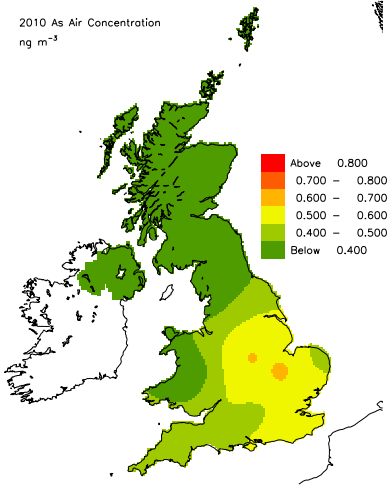 2010 As Air Concentration
ng m⁻³
Above 0.800
0.700 – 0.800
0.600 – 0.700
0.500 – 0.600
0.400 – 0.500
Below 0.400